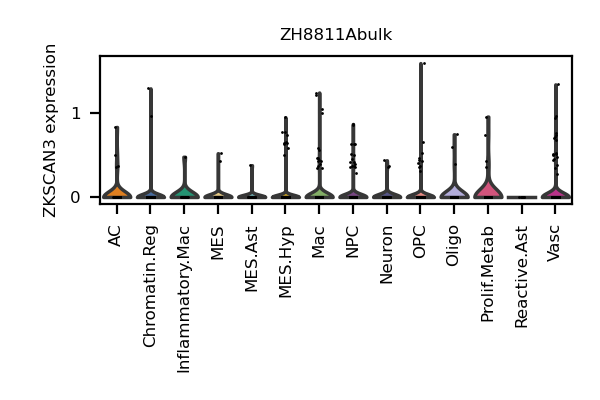 ZH8811Abulk
ZKSCAN3 expression
1
0
AC
Chromatin.Reg
Inflammatory.Mac
MES
MES.Ast
MES.Hyp
Mac
NPC
Neuron
OPC
Oligo
Prolif.Metab
Reactive.Ast
Vasc